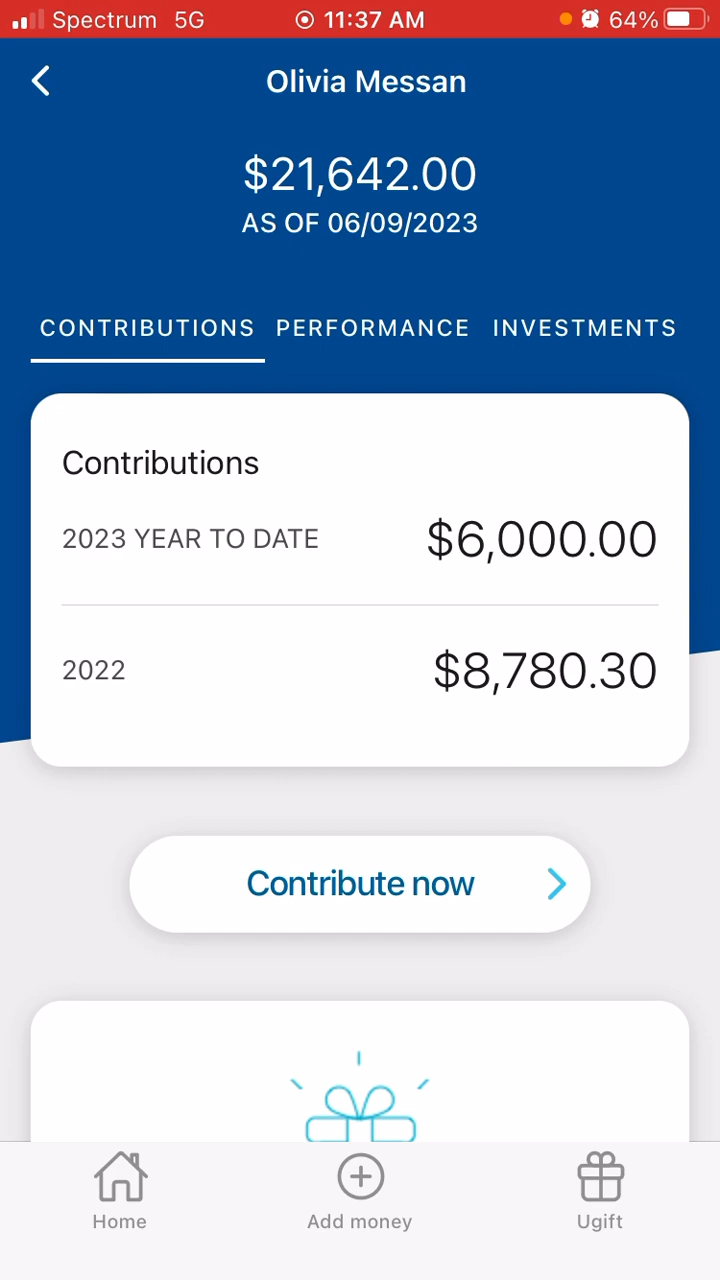 Spectrum 5G 11:37 AM 64%
Olivia Messan
$21,642.00
AS OF 06/09/2023
CONTRIBUTIONS PERFORMANCE INVESTMENTS
Contributions
2023 YEAR TO DATE $6,000.00
2022 $8,780.30
Contribute now
Home Add money Ugift